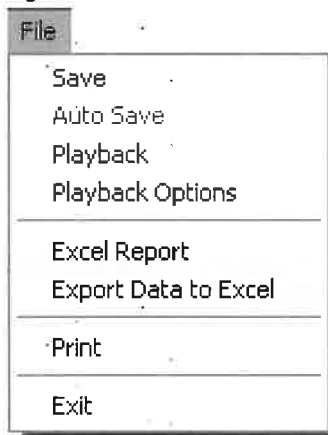 File
Save
Auto Save
Playback
Playback Options
Excel Report
Export Data to Excel
Print
Exit